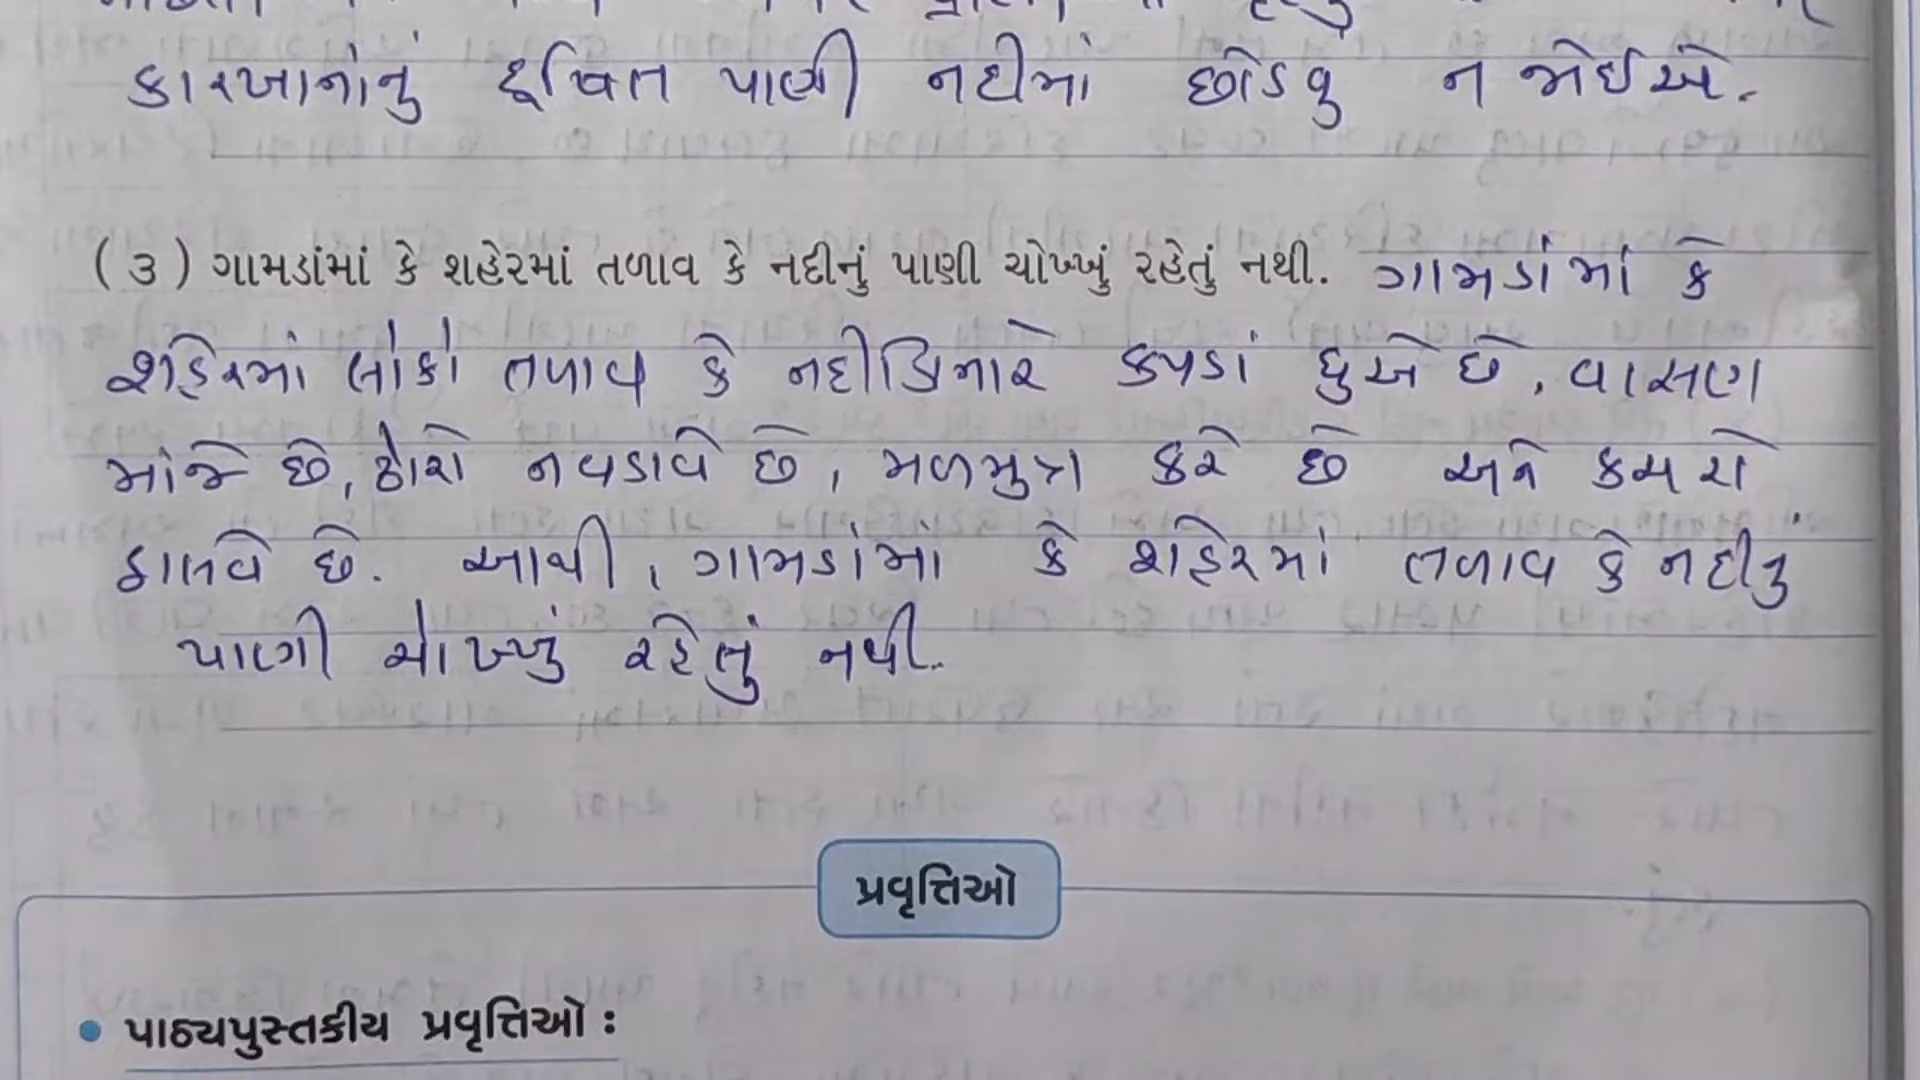 કારખાનાંનું દૂષિત પાણી નદીમાં છોડવુ ન જોઈએ.
(૩) ગામડાંમાં કે શહેરમાં તળાવ કે નદીનું પાણી ચોખ્ખું રહેતું નથી. ગામડાંમાં કે
શહેરમાં લોકો તળાવ કે નદીકિનારે કપડાં ધુએ છે, વાસણ
માંજે છે, ઢોરો નવડાવે છે, મળમુત્ર કરે છે અને કચરો
ઠાલવે છે. આથી, ગામડાંમાં કે શહેરમાં તળાવ કે નદીનું
પાણી ચોખ્ખું રહેતું નથી.
પ્રવૃત્તિઓ
• પાઠ્યપુસ્તકીય પ્રવૃત્તિઓ :